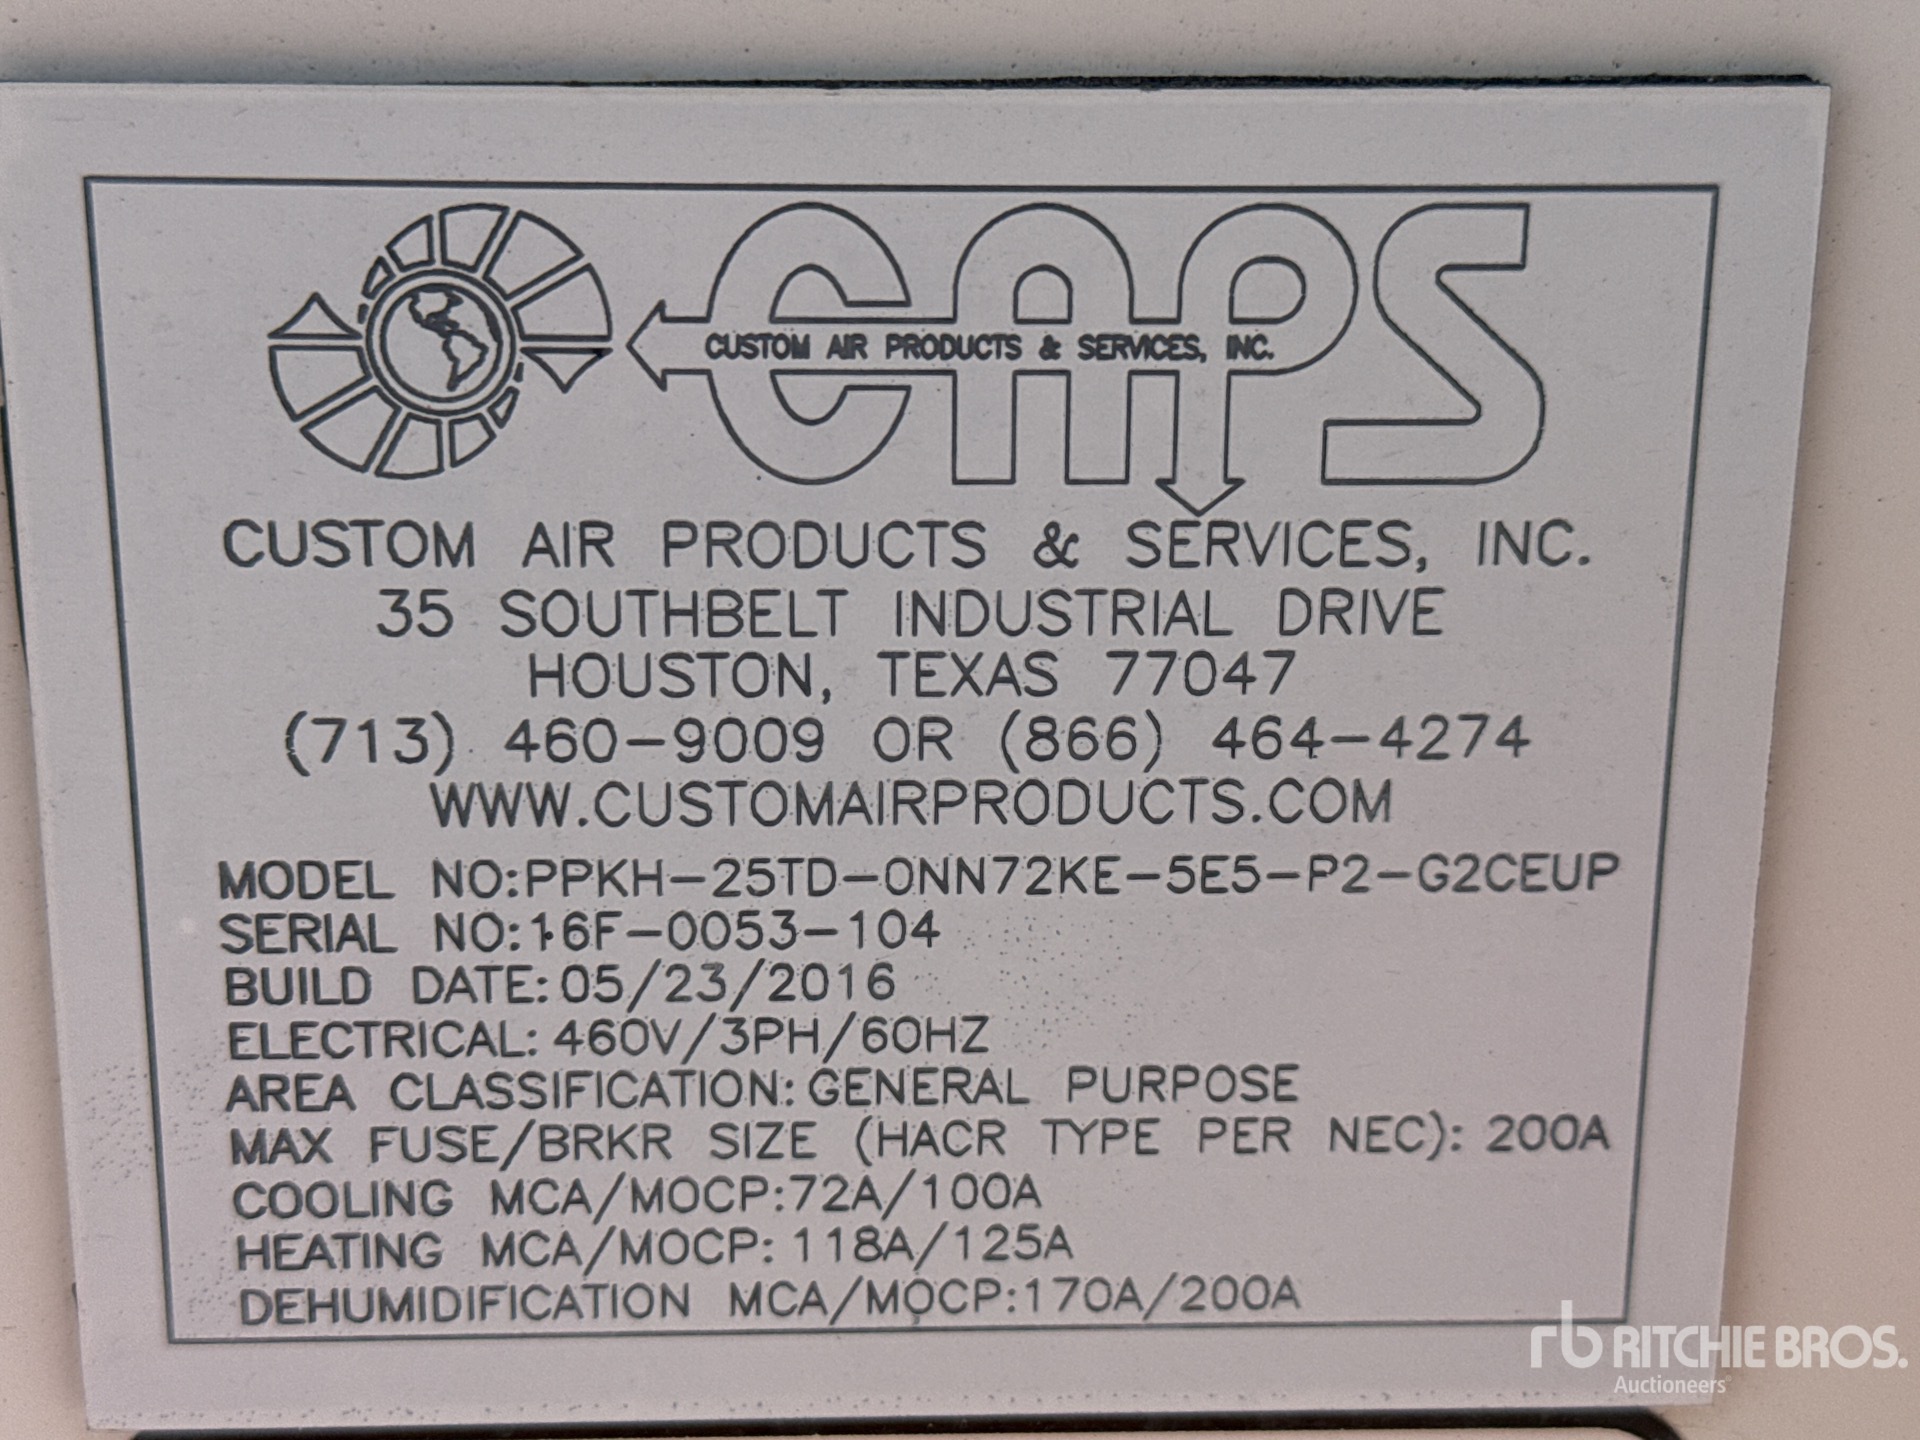 CAPS
CUSTOM AIR PRODUCTS & SERVICES, INC.
CUSTOM AIR PRODUCTS & SERVICES, INC.
35 SOUTHBELT INDUSTRIAL DRIVE
HOUSTON, TEXAS 77047
(713) 460-9009 OR (866) 464-4274
WWW.CUSTOMAIRPRODUCTS.COM
MODEL NO:PPKH-25TD-0NN72KE-5E5-P2-G2CEUP
SERIAL NO:16F-0053-104
BUILD DATE:05/23/2016
ELECTRICAL:460V/3PH/60HZ
AREA CLASSIFICATION:GENERAL PURPOSE
MAX FUSE/BRKR SIZE (HACR TYPE PER NEC): 200A
COOLING MCA/MOCP:72A/100A
HEATING MCA/MOCP: 118A/125A
DEHUMIDIFICATION MCA/MOCP:170A/200A
rb RITCHIE BROS.
Auctioneers